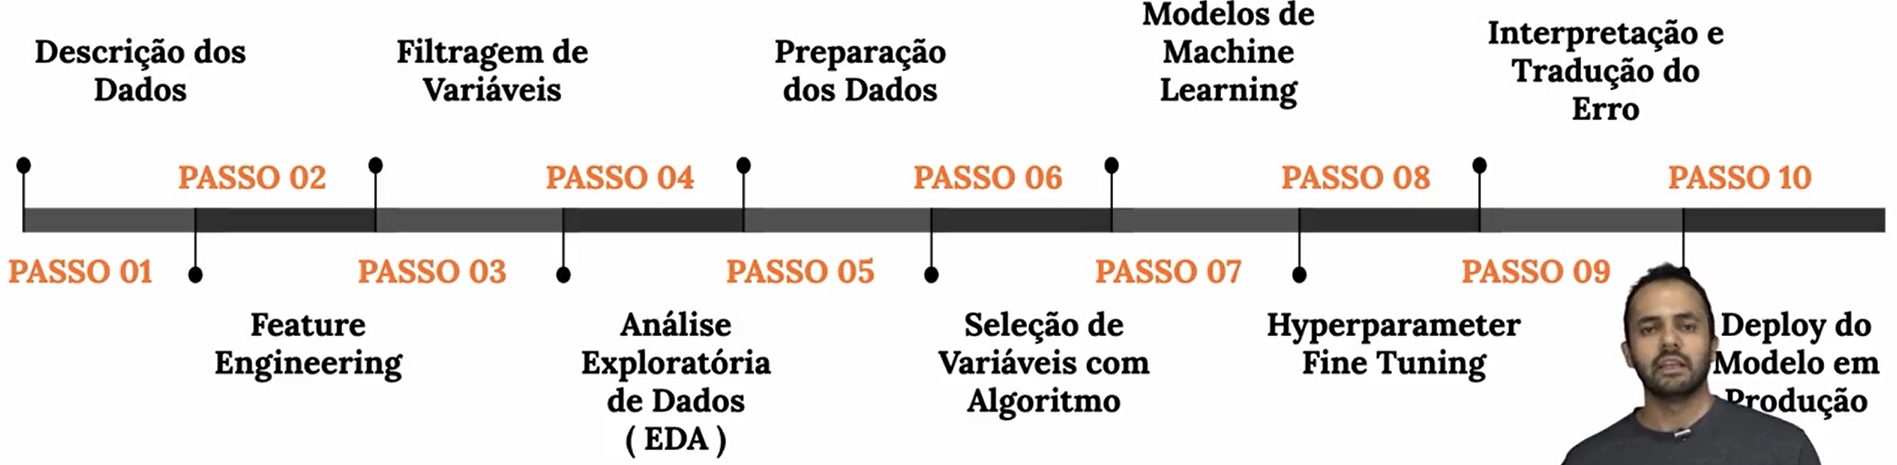 Descrição dos
Dados
Filtragem de
Variáveis
Preparação
dos Dados
Modelos de
Machine
Learning
Interpretação e
Tradução do
Erro
PASSO 02
PASSO 04
PASSO 06
PASSO 08
PASSO 10
PASSO 01
PASSO 03
PASSO 05
PASSO 07
PASSO 09
Feature
Engineering
Análise
Exploratória
de Dados
( EDA )
Seleção de
Variáveis com
Algoritmo
Hyperparameter
Fine Tuning
Deploy do
Modelo em
Produção